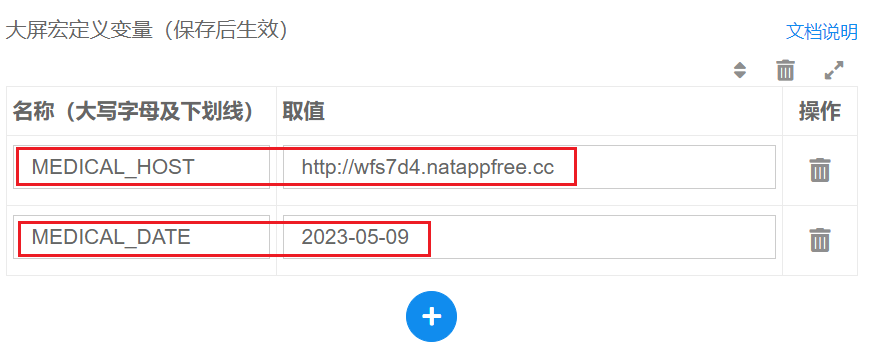 大屏宏定义变量（保存后生效）
文档说明
名称（大写字母及下划线） 取值 操作
MEDICAL_HOST http://wfs7d4.natappfree.cc
MEDICAL_DATE 2023-05-09